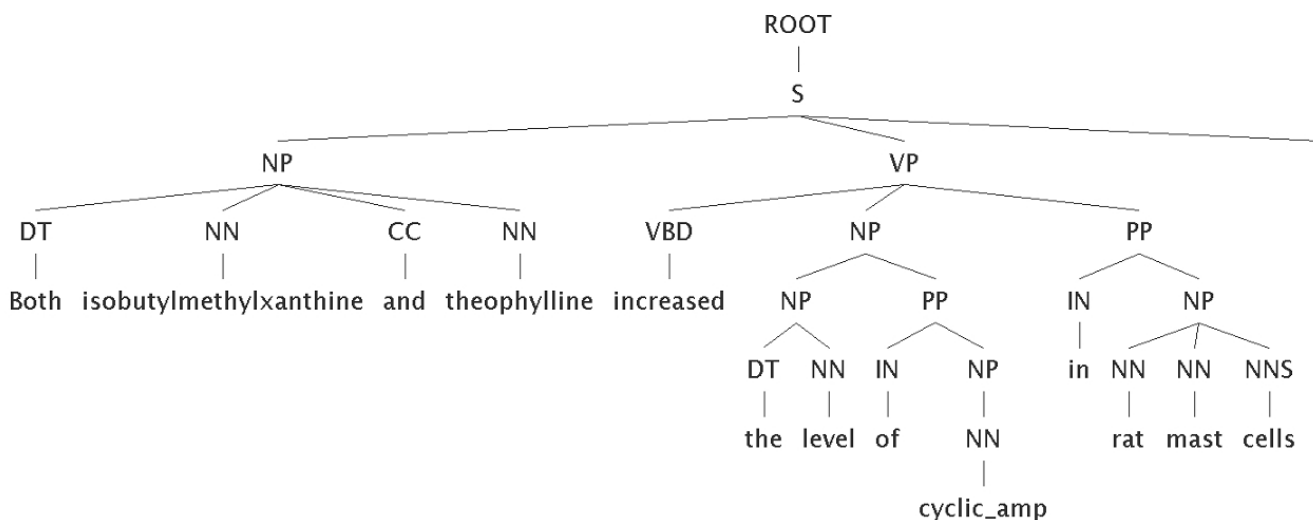 ROOT
S
NP VP
DT NN CC NN VBD NP PP
Both isobutylmethylxanthine and theophylline increased NP PP IN NP
DT NN IN NP in NN NN NNS
the level of NN rat mast cells
cyclic_amp